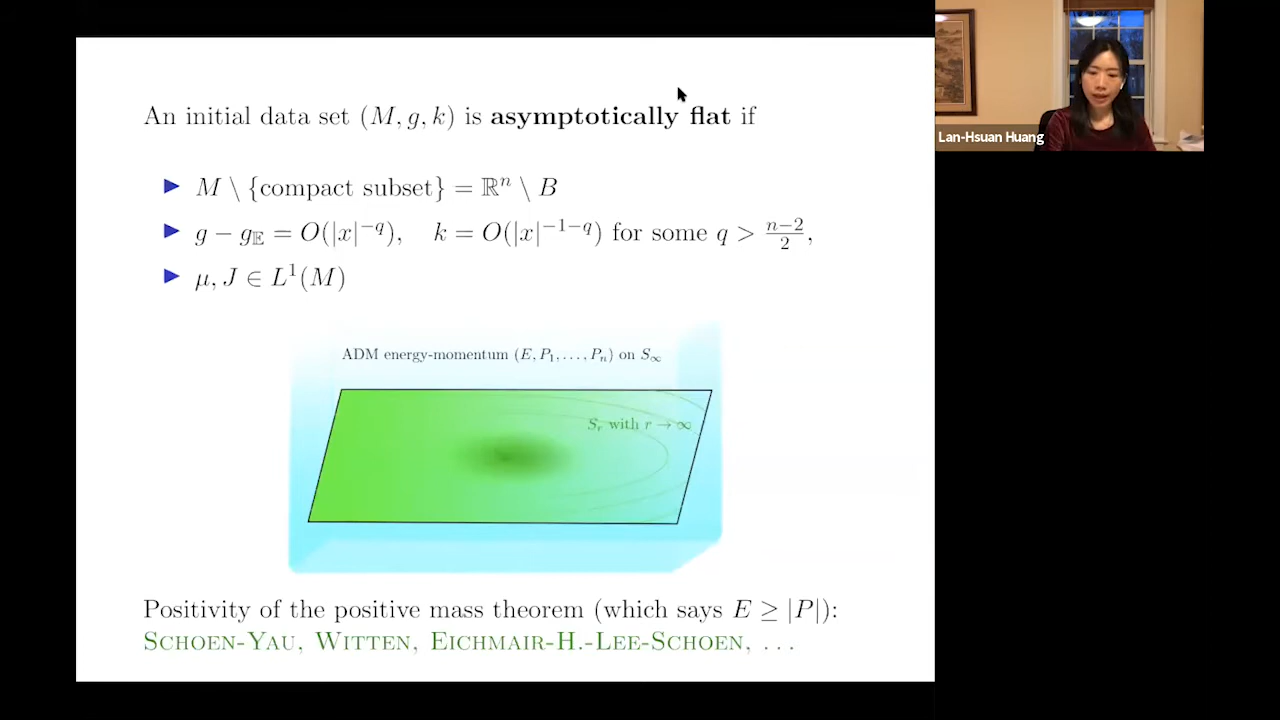 An initial data set (M, g, k) is asymptotically flat if
▶ M \ {compact subset} = ℝⁿ \ B
▶ g − g_𝔼 = O(|x|^{−q}), k = O(|x|^{−1−q}) for some q > \frac{n−2}{2},
▶ μ, J ∈ L¹(M)
ADM energy-momentum (E, P₁, . . . , Pₙ) on S_∞
S_r with r → ∞
Positivity of the positive mass theorem (which says E ≥ |P|):
SCHOEN-YAU, WITTEN, EICHMAIR-H.-LEE-SCHOEN, . . .
Lan-Hsuan Huang